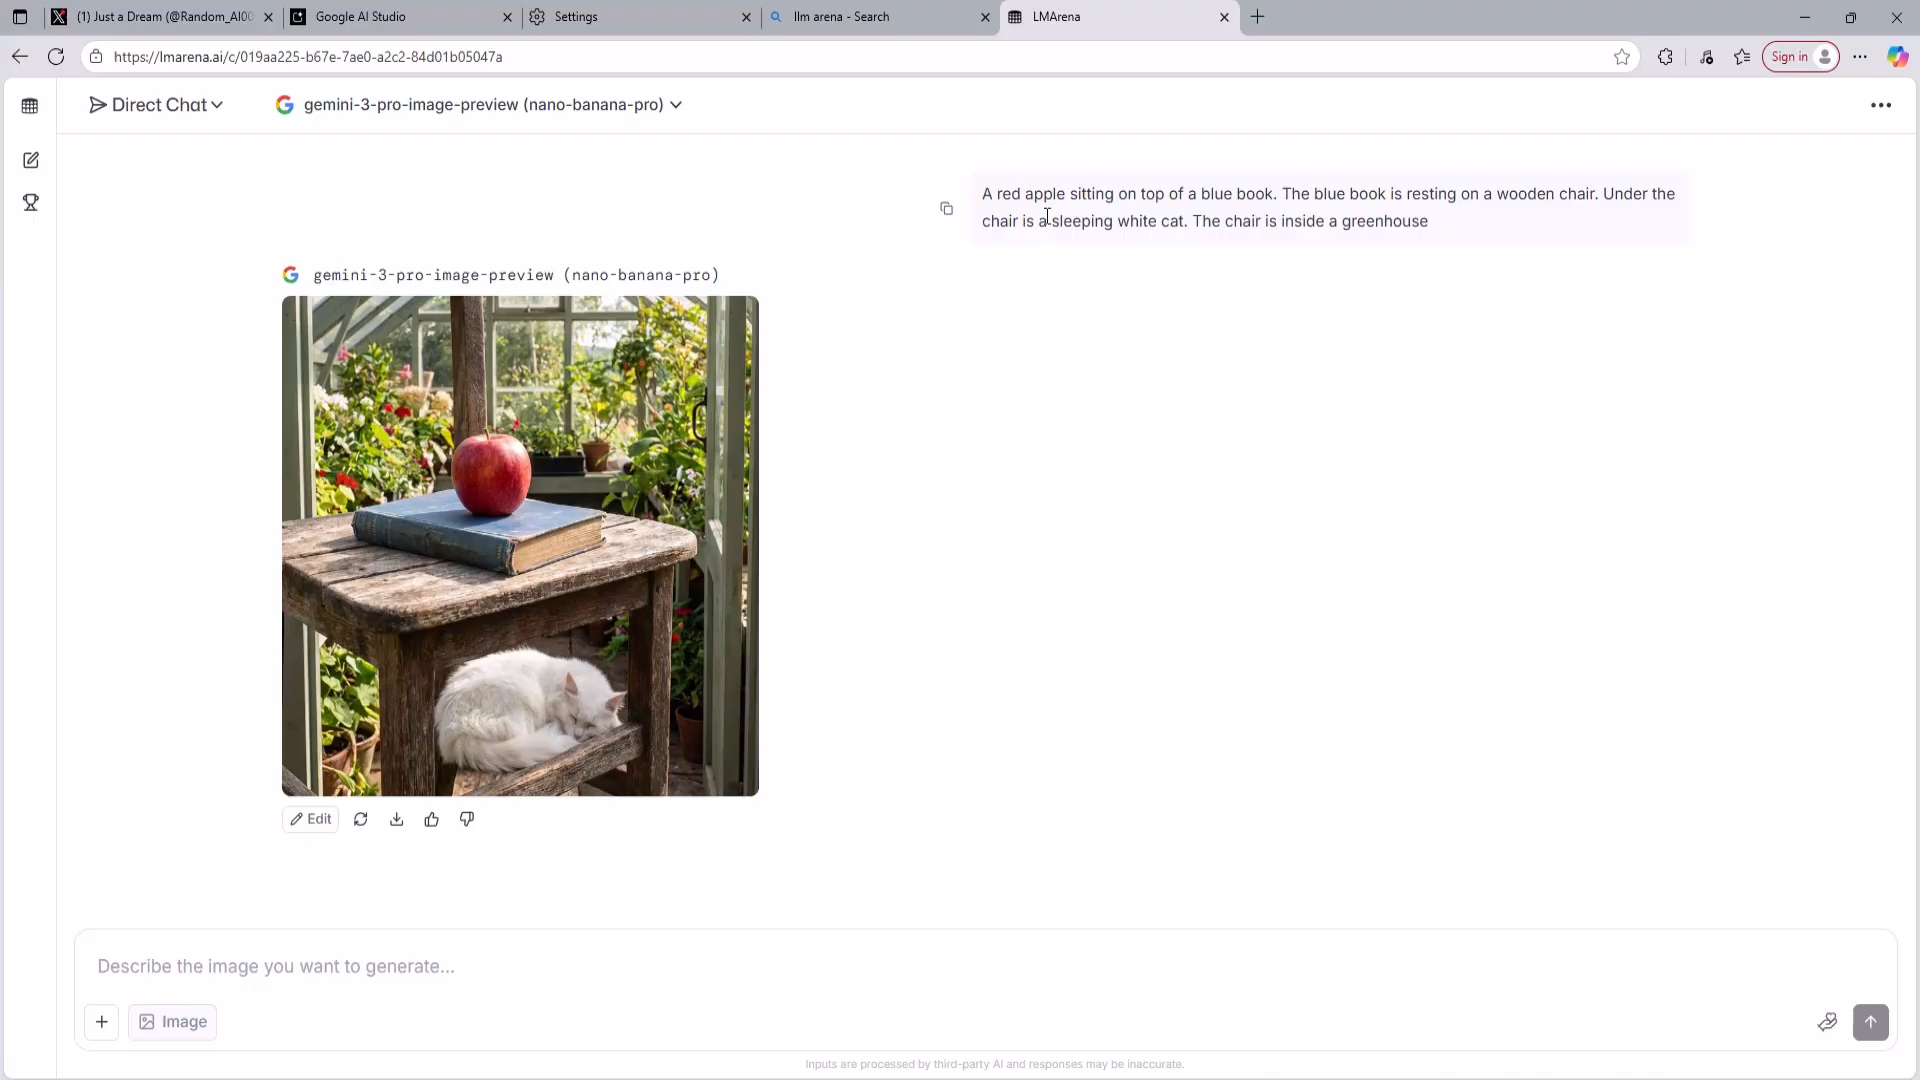 (1) Just a Dream (@Random_AI00
Google AI Studio
Settings
llm arena - Search
LMArena
https://lmarena.ai/c/019aa225-b67e-7ae0-a2c2-84d01b05047a
Sign in
Direct Chat
gemini-3-pro-image-preview (nano-banana-pro)
A red apple sitting on top of a blue book. The blue book is resting on a wooden chair. Under the
chair is a sleeping white cat. The chair is inside a greenhouse
gemini-3-pro-image-preview (nano-banana-pro)
Edit
Describe the image you want to generate...
Image
Inputs are processed by third-party AI and responses may be inaccurate.